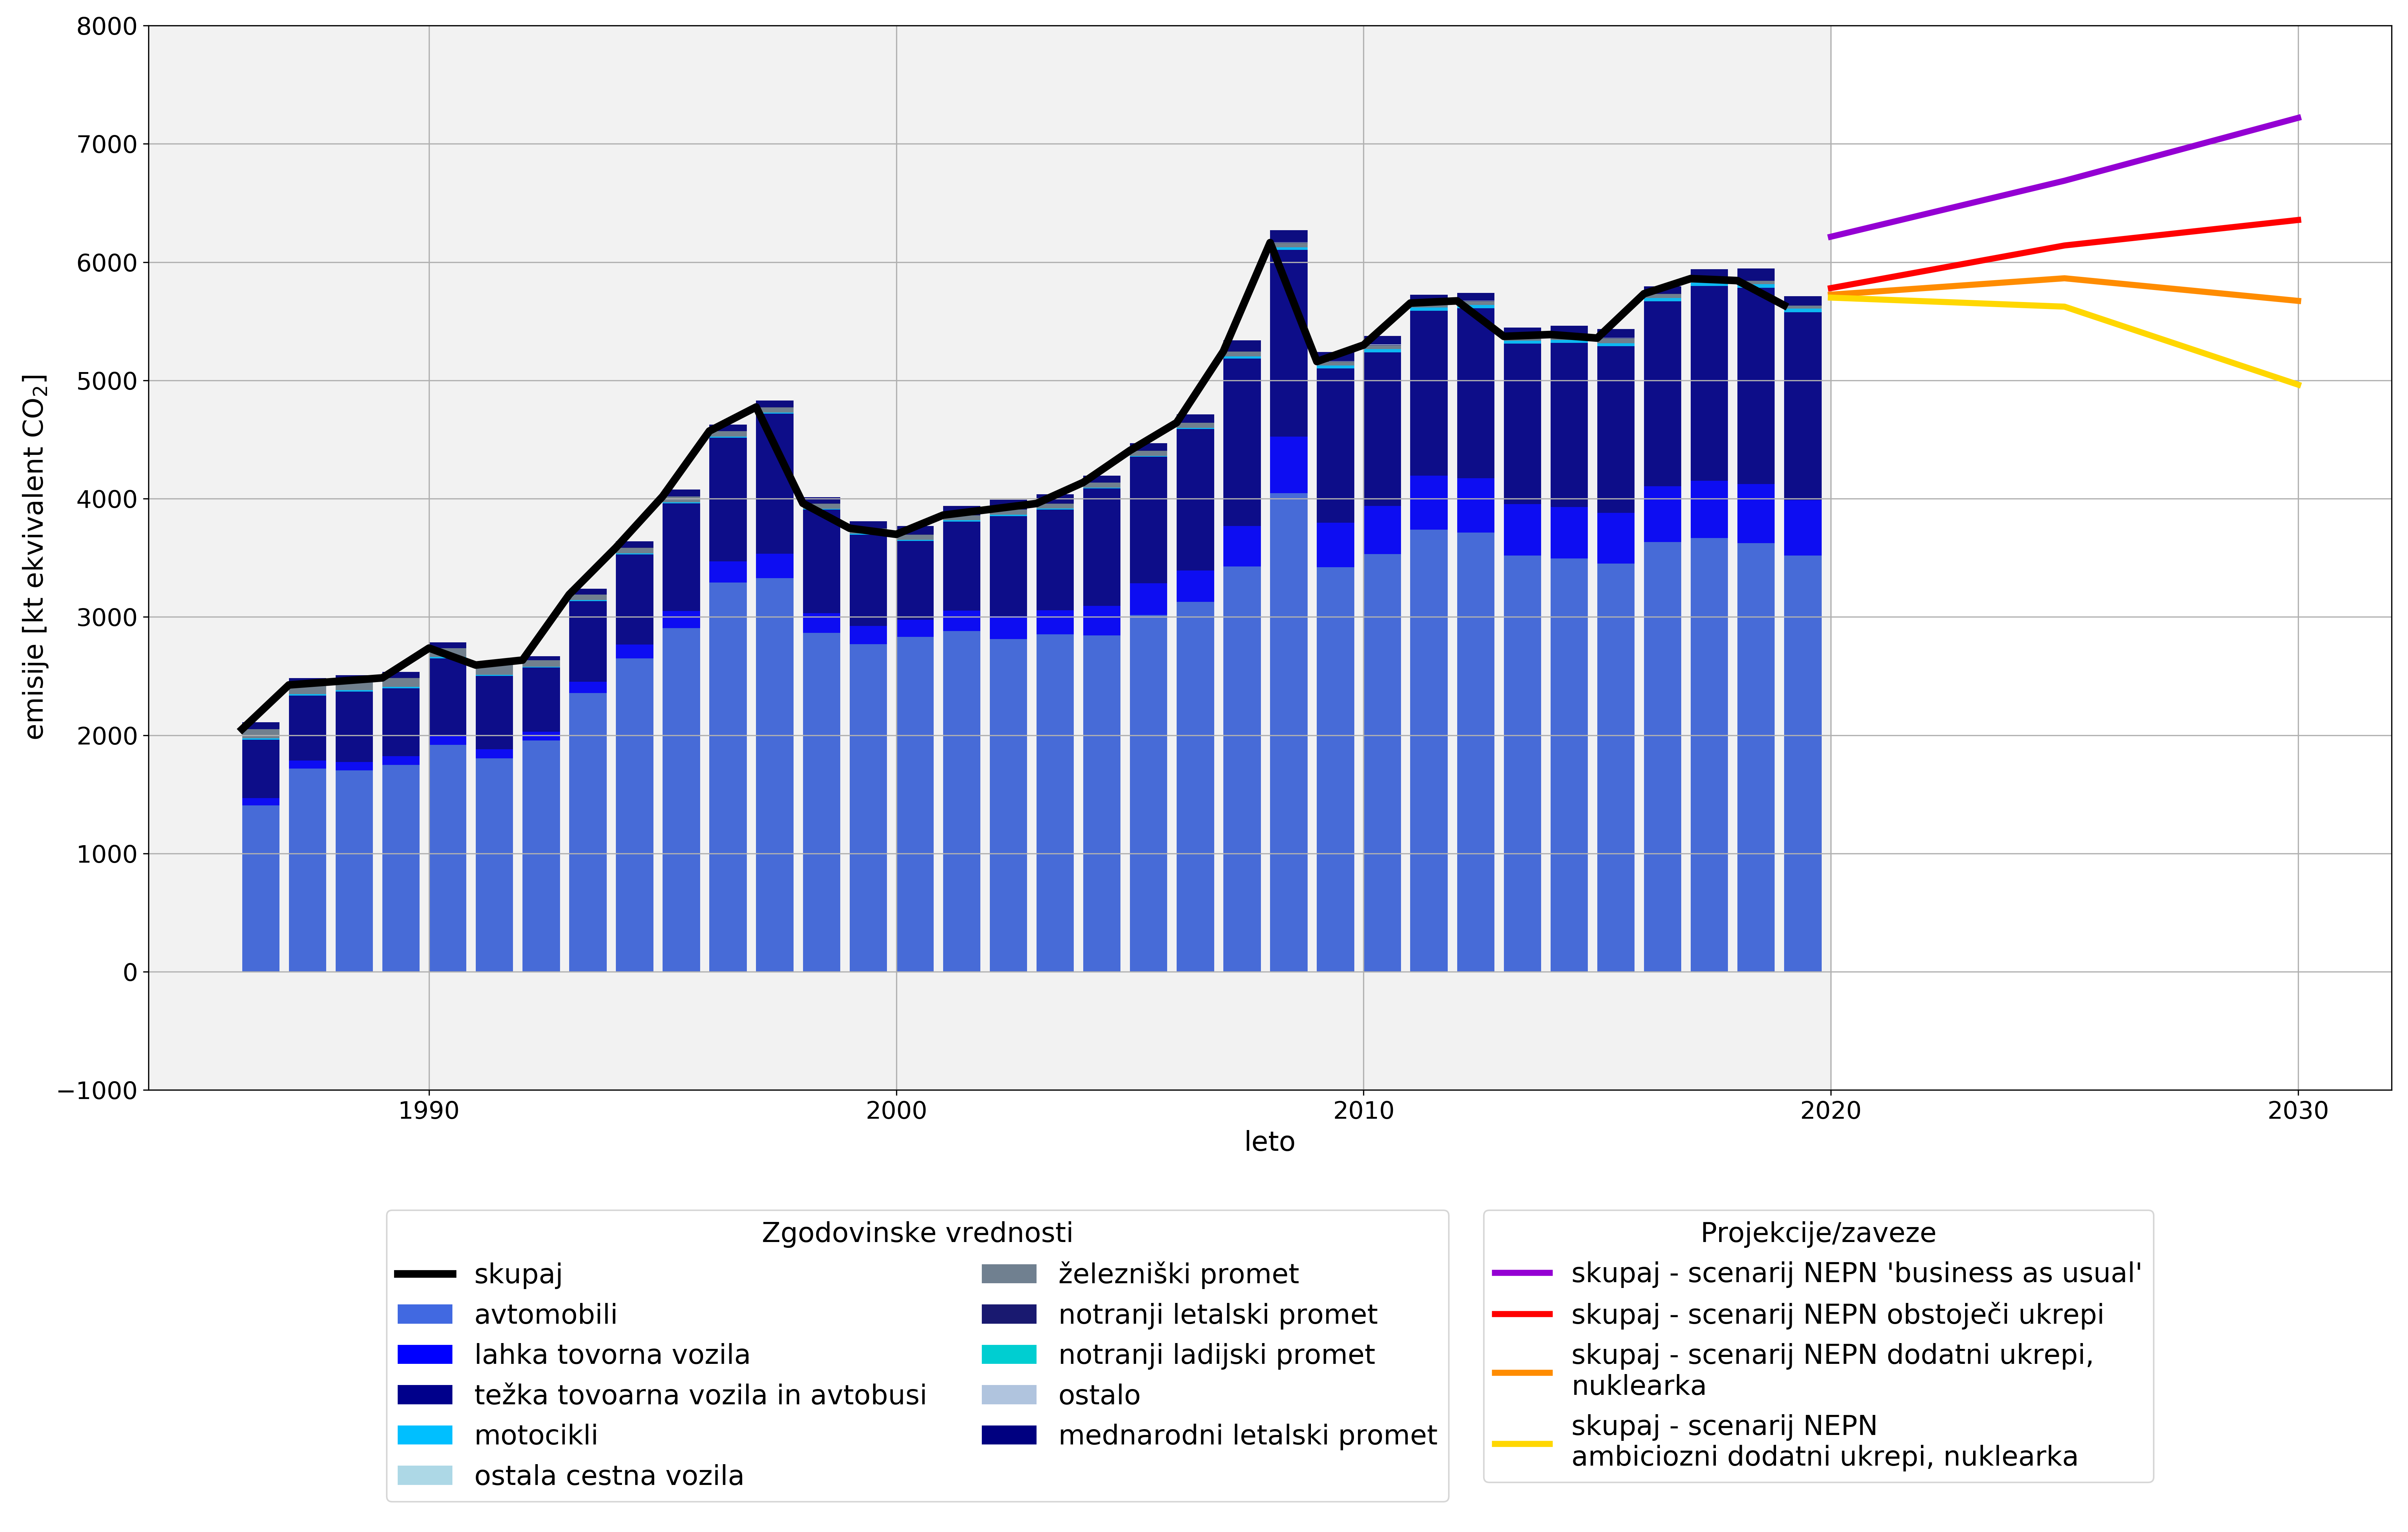 8000
7000
6000
5000
4000
3000
2000
1000
0
−1000
emisije [kt ekvivalent CO₂]
1990
2000
2010
2020
2030
leto
Zgodovinske vrednosti
skupaj
avtomobili
lahka tovorna vozila
težka tovoarna vozila in avtobusi
motocikli
ostala cestna vozila
železniški promet
notranji letalski promet
notranji ladijski promet
ostalo
mednarodni letalski promet
Projekcije/zaveze
skupaj - scenarij NEPN 'business as usual'
skupaj - scenarij NEPN obstoječi ukrepi
skupaj - scenarij NEPN dodatni ukrepi,
nuklearka
skupaj - scenarij NEPN
ambiciozni dodatni ukrepi, nuklearka